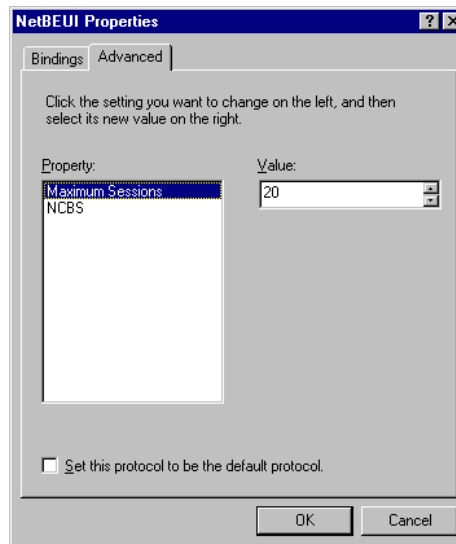 NetBEUI Properties
Bindings Advanced
Click the setting you want to change on the left, and then
select its new value on the right.
Property: Value:
Maximum Sessions 20
NCBS
Set this protocol to be the default protocol.
OK Cancel